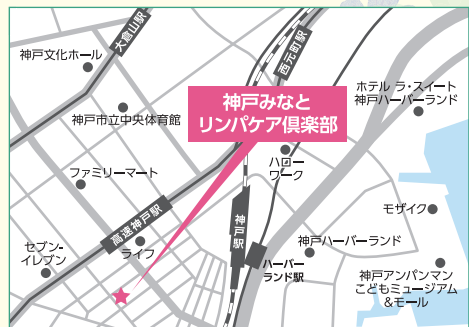 大倉山駅
神戸文化ホール
神戸市立中央体育館
西元町駅
ホテル ラ・スイート
神戸ハーバーランド
神戸みなと
リンパケア倶楽部
ハロー
ワーク
ファミリーマート
高速神戸駅
神戸駅
モザイク
セブン-
イレブン
ライフ
ハーバー
ランド駅
神戸ハーバーランド
神戸アンパンマン
こどもミュージアム
&モール